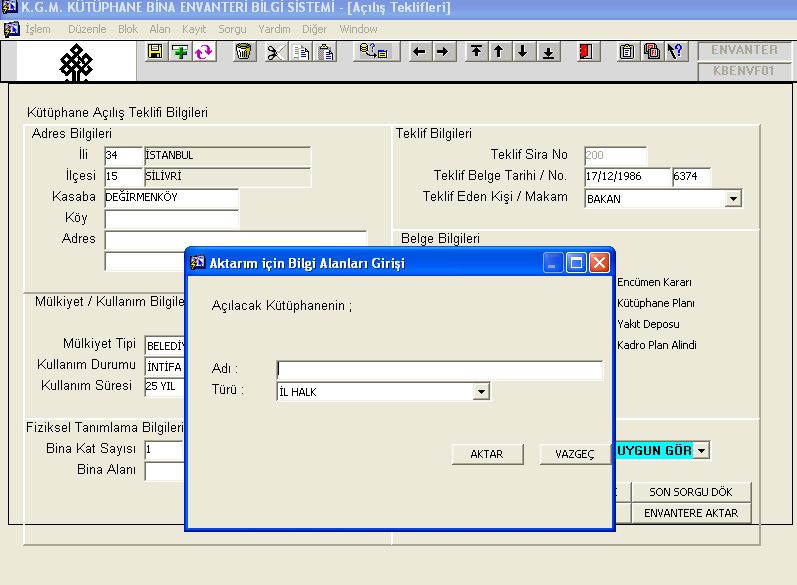 K.G.M. KÜTÜPHANE BİNA ENVANTERİ BİLGİ SİSTEMİ - [Açılış Teklifleri]
İşlem Düzenle Blok Alan Kayıt Sorgu Yardım Diğer Window
ENVANTER
KBENVF01
Kütüphane Açılış Teklifi Bilgileri
Adres Bilgileri
İli 34 İSTANBUL
İlçesi 15 SİLİVRİ
Kasaba DEĞİRMENKÖY
Köy
Adres
Teklif Bilgileri
Teklif Sira No 200
Teklif Belge Tarihi / No. 17/12/1986 6374
Teklif Eden Kişi / Makam BAKAN
Belge Bilgileri
Encümen Kararı
Kütüphane Planı
Yakıt Deposu
Kadro Plan Alindi
Mülkiyet / Kullanım Bilgile
Mülkiyet Tipi BELEDİY
Kullanım Durumu İNTİFA
Kullanım Süresi 25 YIL
Fiziksel Tanımlama Bilgileri
Bina Kat Sayısı 1
Bina Alanı
Aktarım için Bilgi Alanları Girişi
Açılacak Kütüphanenin ;
Adı :
Türü : İL HALK
AKTAR VAZGEÇ
UYGUN GÖR
SON SORGU DÖK
ENVANTERE AKTAR